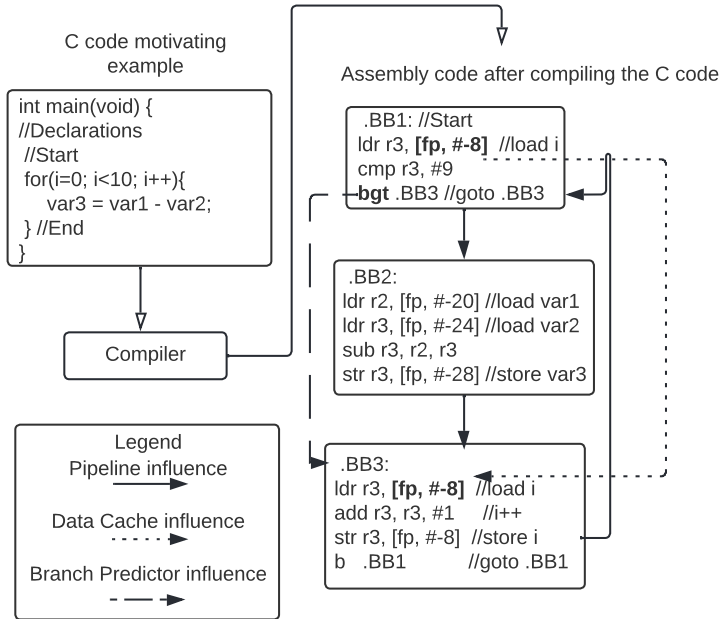 C code motivating
example
int main(void) {
//Declarations
//Start
for(i=0; i<10; i++){
var3 = var1 - var2;
} //End
}
Compiler
Legend
Pipeline influence
Data Cache influence
Branch Predictor influence
Assembly code after compiling the C code
.BB1: //Start
ldr r3, [fp, #-8] //load i
cmp r3, #9
bgt .BB3 //goto .BB3
.BB2:
ldr r2, [fp, #-20] //load var1
ldr r3, [fp, #-24] //load var2
sub r3, r2, r3
str r3, [fp, #-28] //store var3
.BB3:
ldr r3, [fp, #-8] //load i
add r3, r3, #1 //i++
str r3, [fp, #-8] //store i
b .BB1 //goto .BB1